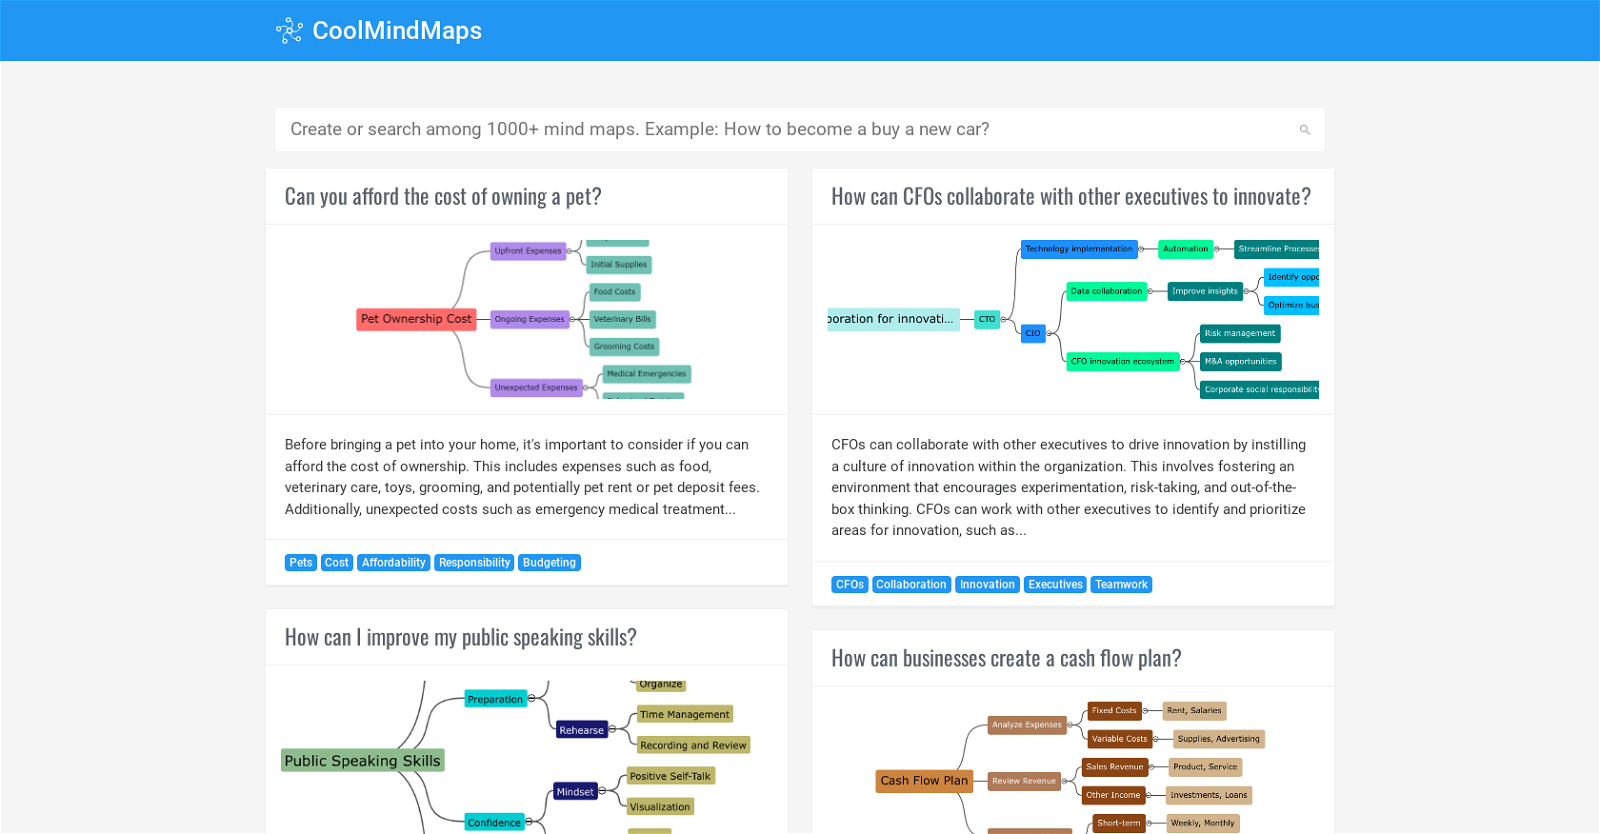 CoolMindMaps
Create or search among 1000+ mind maps. Example: How to become a buy a new car?
Can you afford the cost of owning a pet?
Upfront Expenses
Initial Supplies
Food Costs
Pet Ownership Cost
Ongoing Expenses
Veterinary Bills
Grooming Costs
Medical Emergencies
Unexpected Expenses
Before bringing a pet into your home, it's important to consider if you can
afford the cost of ownership. This includes expenses such as food,
veterinary care, toys, grooming, and potentially pet rent or pet deposit fees.
Additionally, unexpected costs such as emergency medical treatment...
Pets Cost Affordability Responsibility Budgeting
How can CFOs collaborate with other executives to innovate?
Technology implementation
Automation
Streamline Processes
Identify oppo
Data collaboration
Improve insights
Optimize bus
boration for innovati...
CTO
CIO
Risk management
CFO innovation ecosystem
M&A opportunities
Corporate social responsibility
CFOs can collaborate with other executives to drive innovation by instilling
a culture of innovation within the organization. This involves fostering an
environment that encourages experimentation, risk-taking, and out-of-the-
box thinking. CFOs can work with other executives to identify and prioritize
areas for innovation, such as...
CFOs Collaboration Innovation Executives Teamwork
How can I improve my public speaking skills?
Organize
Preparation
Time Management
Rehearse
Recording and Review
Public Speaking Skills
Positive Self-Talk
Mindset
Visualization
Confidence
How can businesses create a cash flow plan?
Fixed Costs
Rent, Salaries
Analyze Expenses
Variable Costs
Supplies, Advertising
Sales Revenue
Product, Service
Cash Flow Plan
Review Revenue
Other Income
Investments, Loans
Short-term
Weekly, Monthly